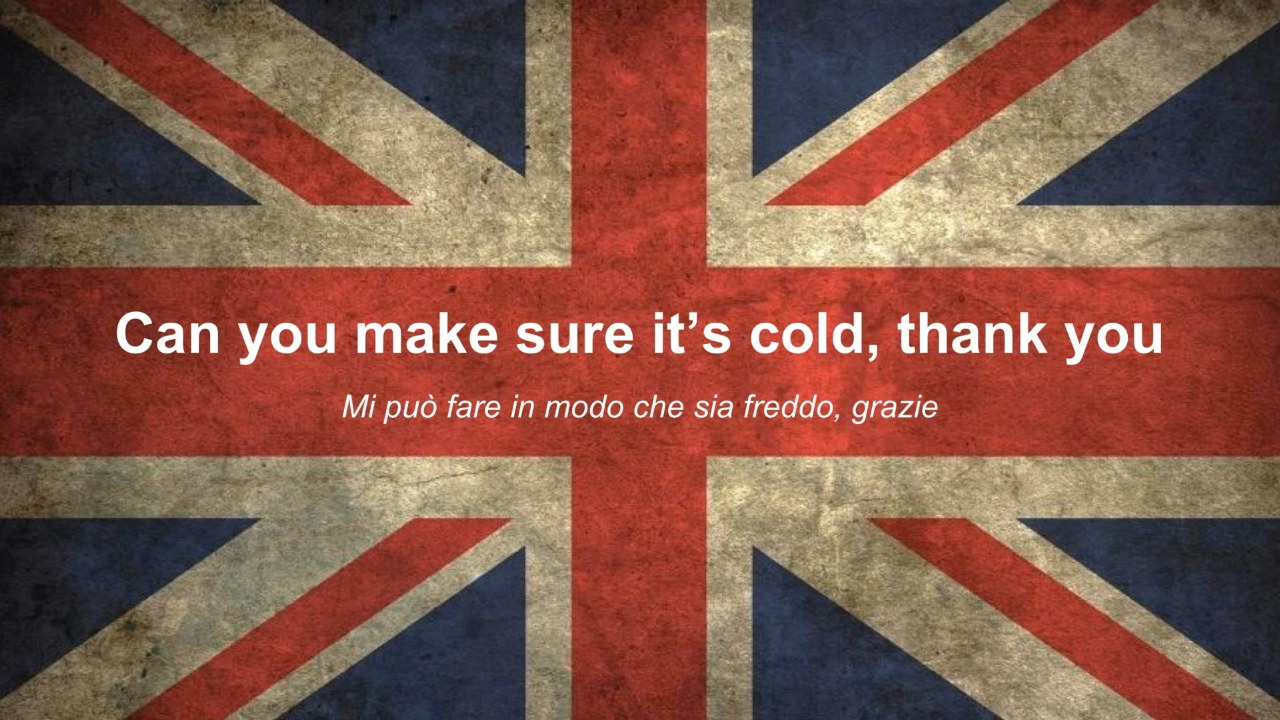 Can you make sure it’s cold, thank you
Mi può fare in modo che sia freddo, grazie